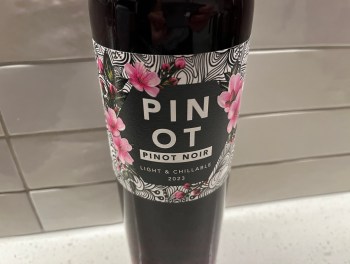 PIN
OT
PINOT NOIR
LIGHT & CHILLABLE
2023